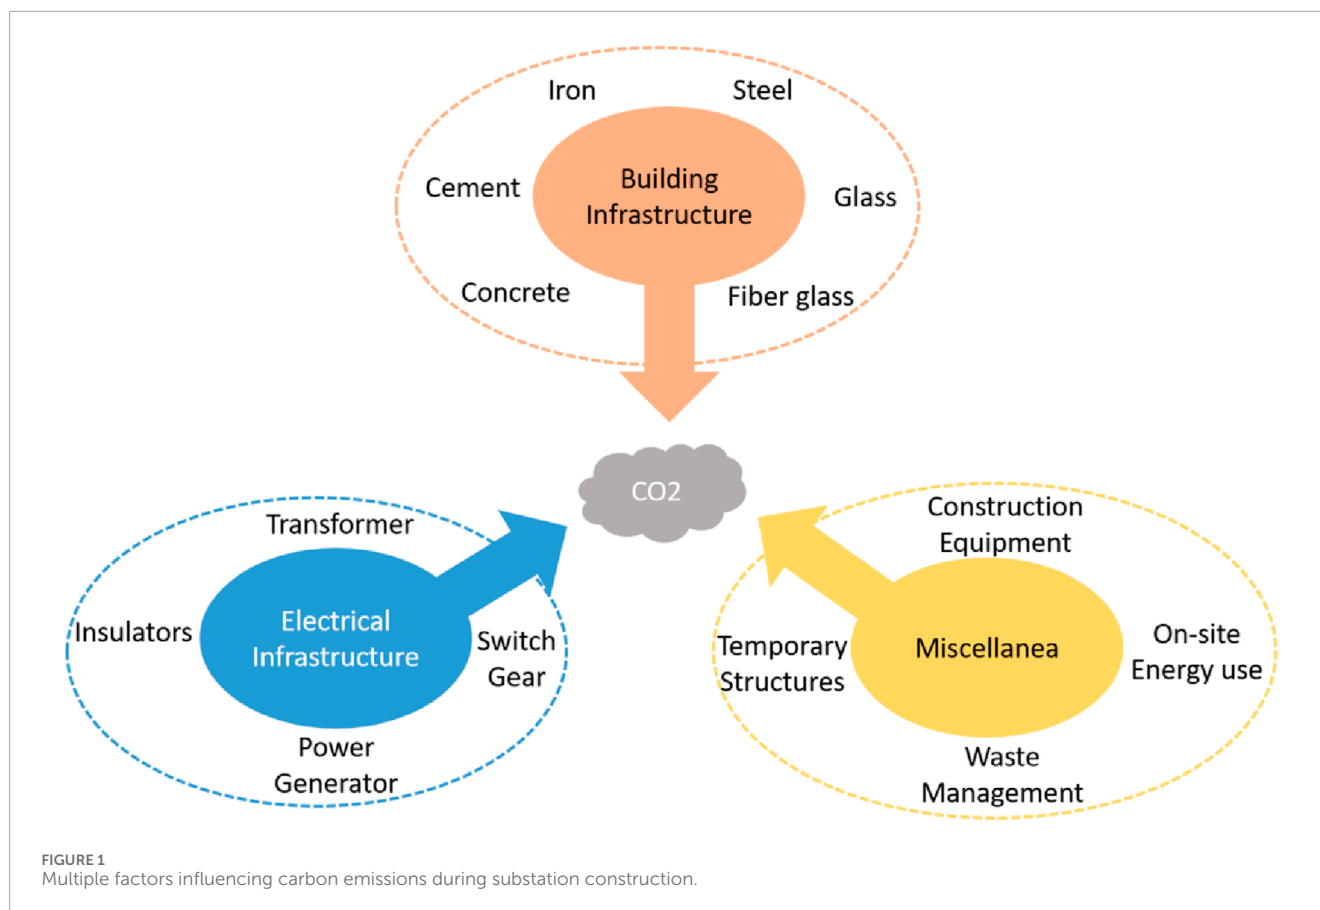 Iron
Steel
Building
Infrastructure
Cement
Glass
Concrete
Fiber glass
CO2
Transformer
Insulators
Electrical
Infrastructure
Switch
Gear
Power
Generator
Construction
Equipment
Temporary
Structures
Miscellanea
On-site
Energy use
Waste
Management
FIGURE 1
Multiple factors influencing carbon emissions during substation construction.